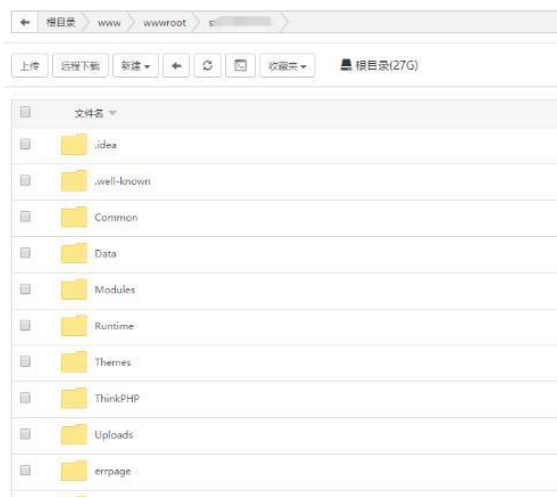 根目录 www wwwroot
上传 远程下载 新建 收藏夹 根目录(27G)
文件名
.idea
.well-known
Common
Data
Modules
Runtime
Themes
ThinkPHP
Uploads
errpage